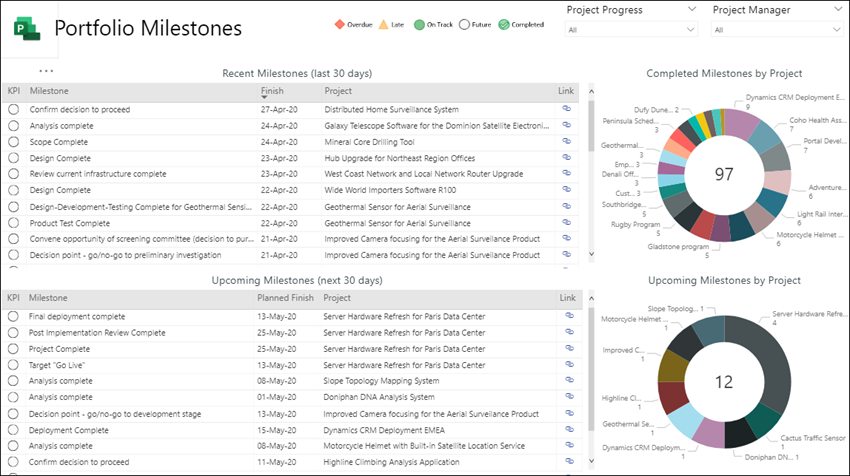 Portfolio Milestones
Overdue Late On Track Future Completed
Project Progress
All
Project Manager
All
Recent Milestones (last 30 days)
KPI Milestone Finish Project Link
Confirm decision to proceed 27-Apr-20 Distributed Home Surveillance System
Analysis complete 24-Apr-20 Galaxy Telescope Software for the Dominion Satellite Electroni...
Scope Complete 24-Apr-20 Mineral Core Drilling Tool
Design Complete 23-Apr-20 Hub Upgrade for Northeast Region Offices
Review current infrastructure complete 23-Apr-20 West Coast Network and Local Network Router Upgrade
Design Complete 22-Apr-20 Wide World Importers Software R100
Design-Development-Testing Complete for Geothermal Sensi... 22-Apr-20 Geothermal Sensor for Aerial Surveillance
Product Test Complete 22-Apr-20 Geothermal Sensor for Aerial Surveillance
Convene opportunity of screening committee (decision to pur... 21-Apr-20 Improved Camera focusing for the Aerial Surveilance Product
Decision point - go/no-go to preliminary investigation 21-Apr-20 Improved Camera focusing for the Aerial Surveilance Product
Completed Milestones by Project
97
Dynamics CRM Deployment E...
9
Coho Health Ass...
7
Portal Devel...
7
Adventure...
6
Light Rail Inter...
6
Motorcycle Helmet ...
6
Gladstone program
5
Rugby Program
5
Southbridge...
5
Cust...
3
Denali Off...
3
Emp...
3
Geothermal...
3
Peninsula Sched...
3
Dufy Dune... 2
Upcoming Milestones (next 30 days)
KPI Milestone Planned Finish Project Link
Final deployment complete 13-May-20 Server Hardware Refresh for Paris Data Center
Post Implementation Review Complete 25-May-20 Server Hardware Refresh for Paris Data Center
Project Complete 25-May-20 Server Hardware Refresh for Paris Data Center
Target "Go Live" 13-May-20 Server Hardware Refresh for Paris Data Center
Analysis complete 08-May-20 Slope Topology Mapping System
Analysis complete 01-May-20 Doniphan DNA Analysis System
Decision point - go/no-go to development stage 13-May-20 Improved Camera focusing for the Aerial Surveilance Product
Deployment Complete 15-May-20 Dynamics CRM Deployment EMEA
Analysis complete 08-May-20 Motorcycle Helmet with Built-in Satellite Location Service
Confirm decision to proceed 11-May-20 Highline Climbing Analysis Application
Upcoming Milestones by Project
12
Server Hardware Refre...
4
Cactus Traffic Sensor
1
Doniphan DN... 1
Dynamics CRM Deploym...
1
Geothermal Se...
1
Highline Cli...
1
Improved C...
1
Motorcycle Helmet ...
1
Slope Topolog... 1